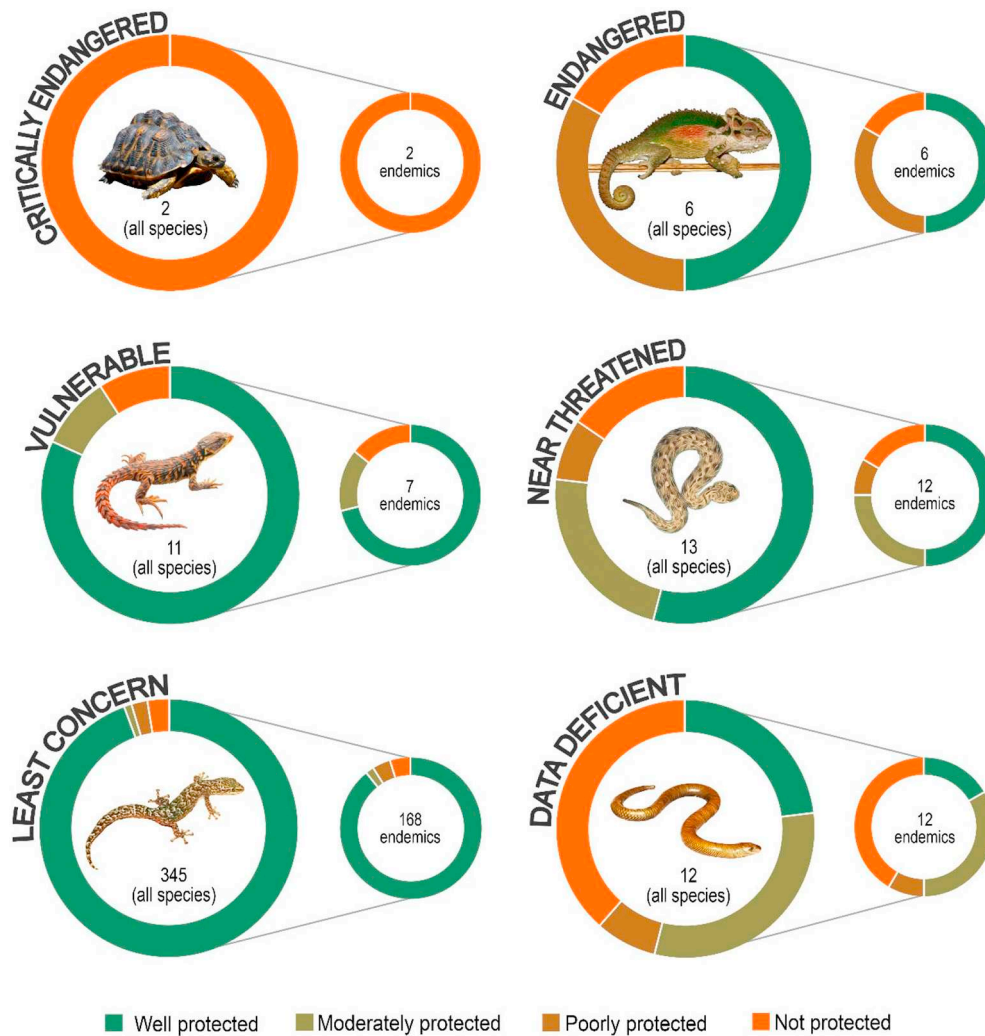 CRITICALLY ENDANGERED
2
(all species)
2
endemics
ENDANGERED
6
(all species)
6
endemics
VULNERABLE
11
(all species)
7
endemics
NEAR THREATENED
13
(all species)
12
endemics
LEAST CONCERN
345
(all species)
168
endemics
DATA DEFICIENT
12
(all species)
12
endemics
Well protected
Moderately protected
Poorly protected
Not protected